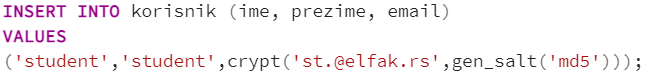 INSERT INTO korisnik (ime, prezime, email)
VALUES
('student','student',crypt('st.@elfak.rs',gen_salt('md5')));